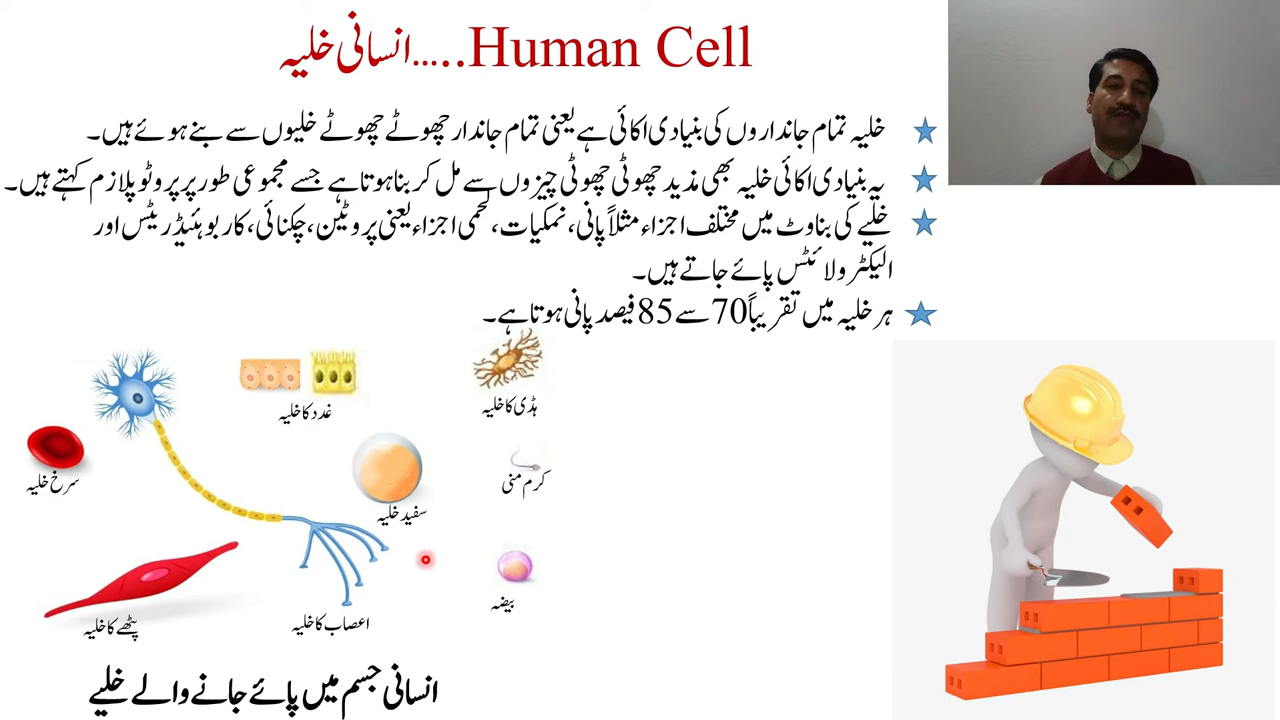 انسانی خلیہ.....Human Cell
خلیہ تمام جانداروں کی بنیادی اکائی ہے یعنی تمام جاندار چھوٹے چھوٹے خلیوں سے بنے ہوئے ہیں۔
یہ بنیادی اکائی خلیہ بھی مذید چھوٹی چھوٹی چیزوں سے مل کر بنا ہوتا ہے جسے مجموعی طور پر پروٹوپلازم کہتے ہیں۔
خلیے کی بناوٹ میں مختلف اجزاء مثلاً پانی، نمکیات، لحمی اجزاء یعنی پروٹین، چکنائی، کاربوہئیڈریٹس اور
الیکٹرولائٹس پائے جاتے ہیں۔
ہر خلیہ میں تقریباً 70 سے 85 فیصد پانی ہوتا ہے۔
ہڈی کا خلیہ
غدد کا خلیہ
سرخ خلیہ
کرم منی
سفید خلیہ
بیضہ
اعصاب کا خلیہ
پٹھے کا خلیہ
انسانی جسم میں پائے جانے والے خلیے